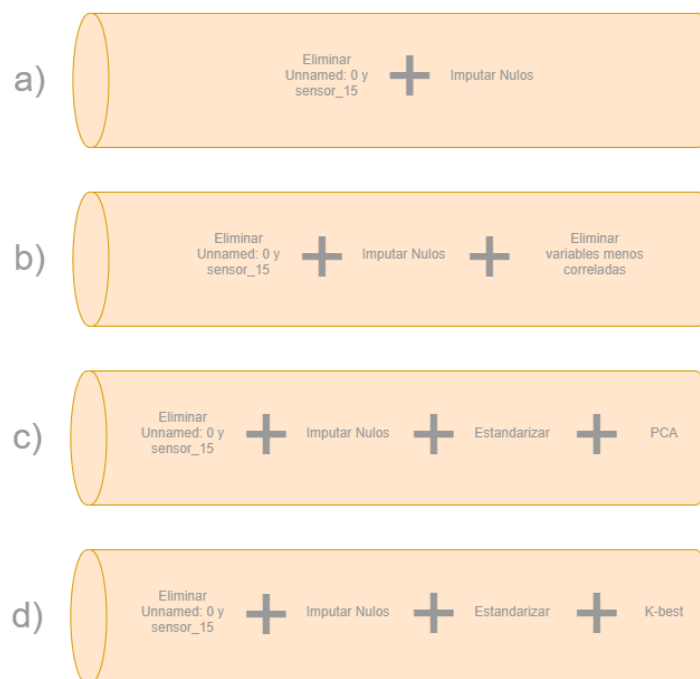 a)
Eliminar
Unnamed: 0 y
sensor_15
+
Imputar Nulos
b)
Eliminar
Unnamed: 0 y
sensor_15
+
Imputar Nulos
+
Eliminar
variables menos
correladas
c)
Eliminar
Unnamed: 0 y
sensor_15
+
Imputar Nulos
+
Estandarizar
+
PCA
d)
Eliminar
Unnamed: 0 y
sensor_15
+
Imputar Nulos
+
Estandarizar
+
K-best